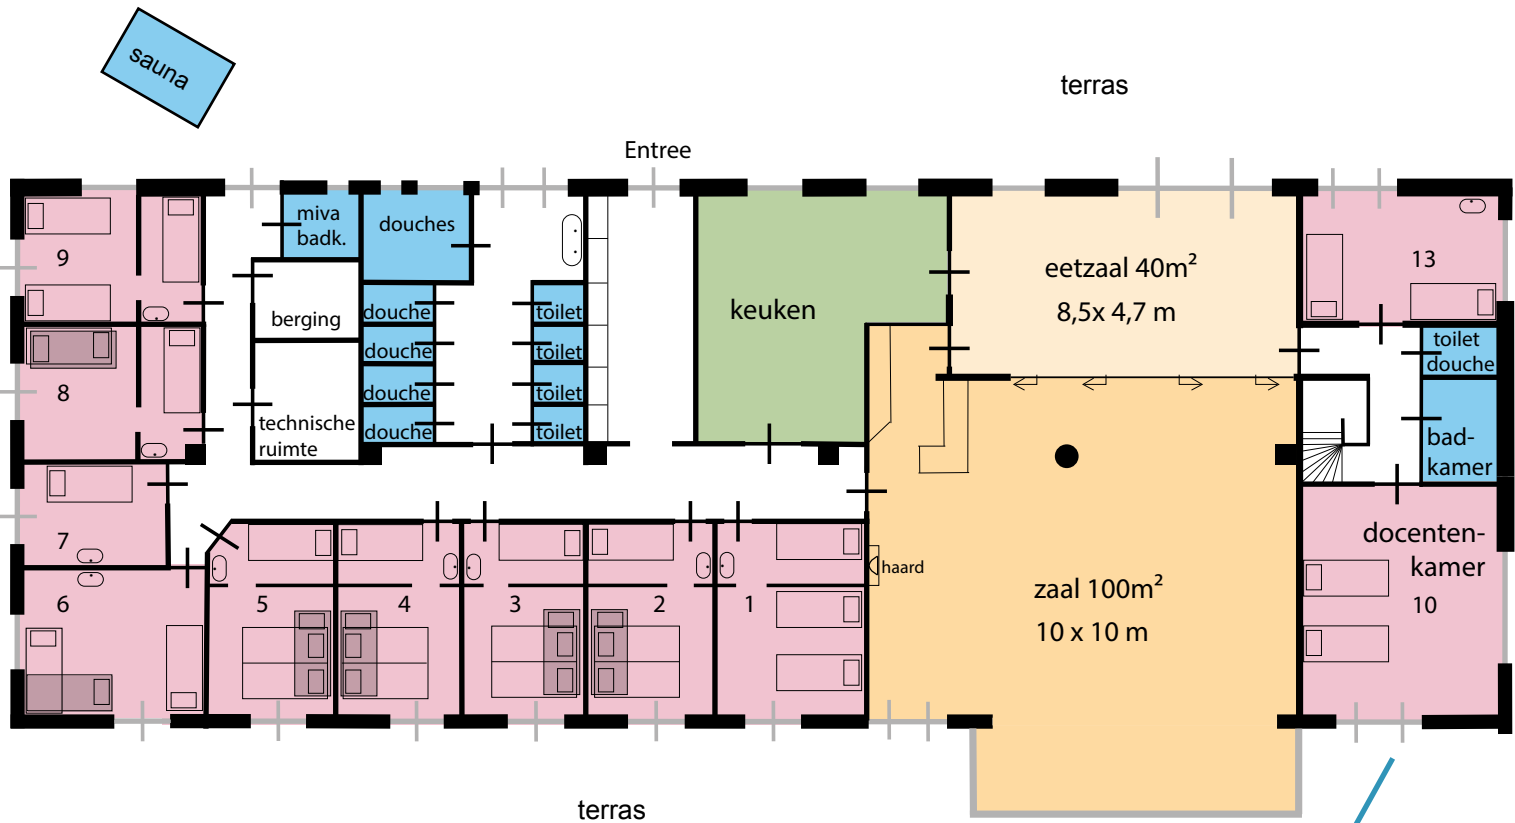 sauna
terras
Entree
miva
badk.
douches
9
13
eetzaal 40m²
8,5x 4,7 m
keuken
berging
douche
toilet
douche
toilet
douche
toilet
douche
toilet
toilet
douche
8
technische
ruimte
bad-
kamer
7
docenten-
kamer
10
haard
zaal 100m²
10 x 10 m
6
5
4
3
2
1
terras